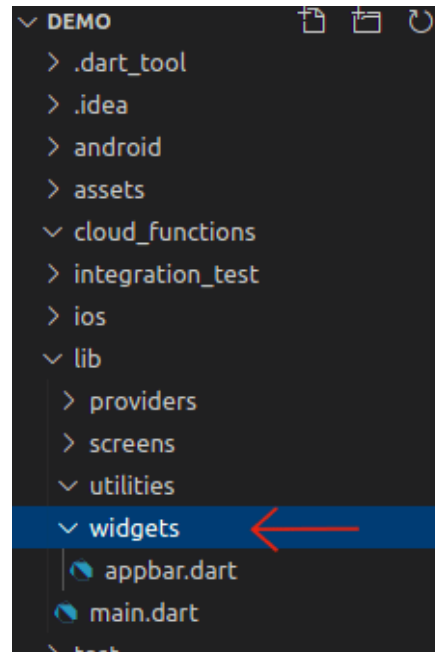 DEMO
.dart_tool
.idea
android
assets
cloud_functions
integration_test
ios
lib
providers
screens
utilities
widgets
appbar.dart
main.dart